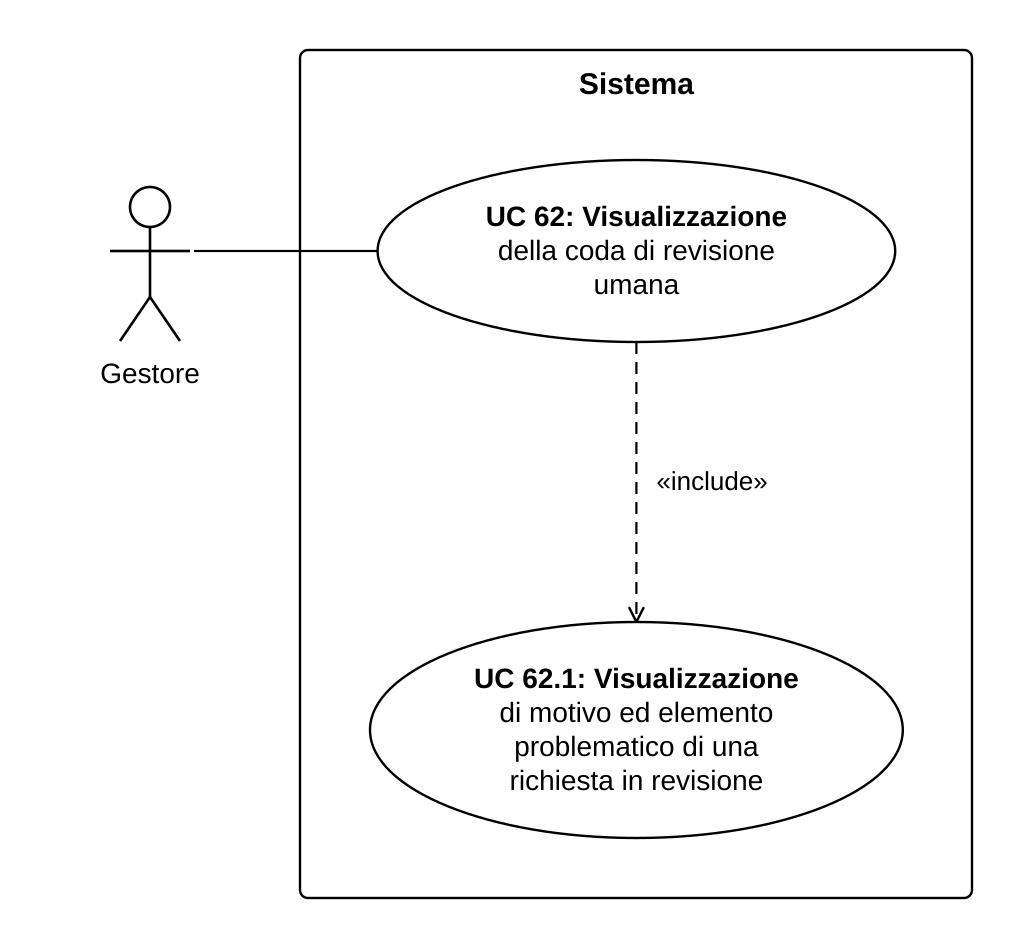 Sistema
UC 62: Visualizzazione
della coda di revisione
umana
Gestore
«include»
UC 62.1: Visualizzazione
di motivo ed elemento
problematico di una
richiesta in revisione